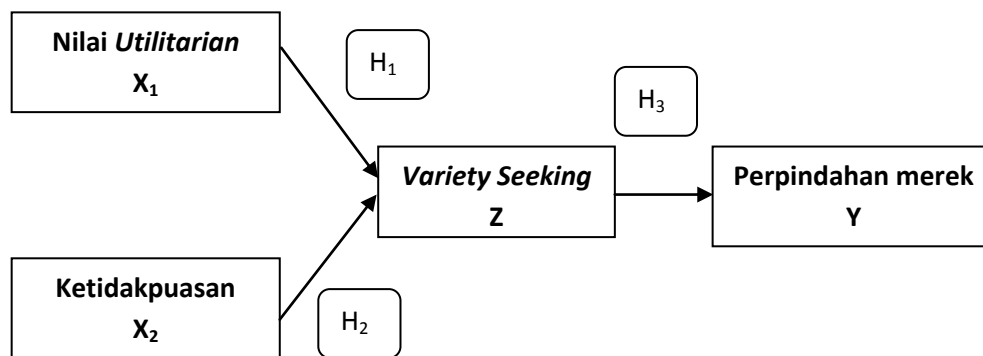 Nilai Utilitarian
X₁
H₁
H₃
Variety Seeking
Z
Perpindahan merek
Y
Ketidakpuasan
X₂
H₂